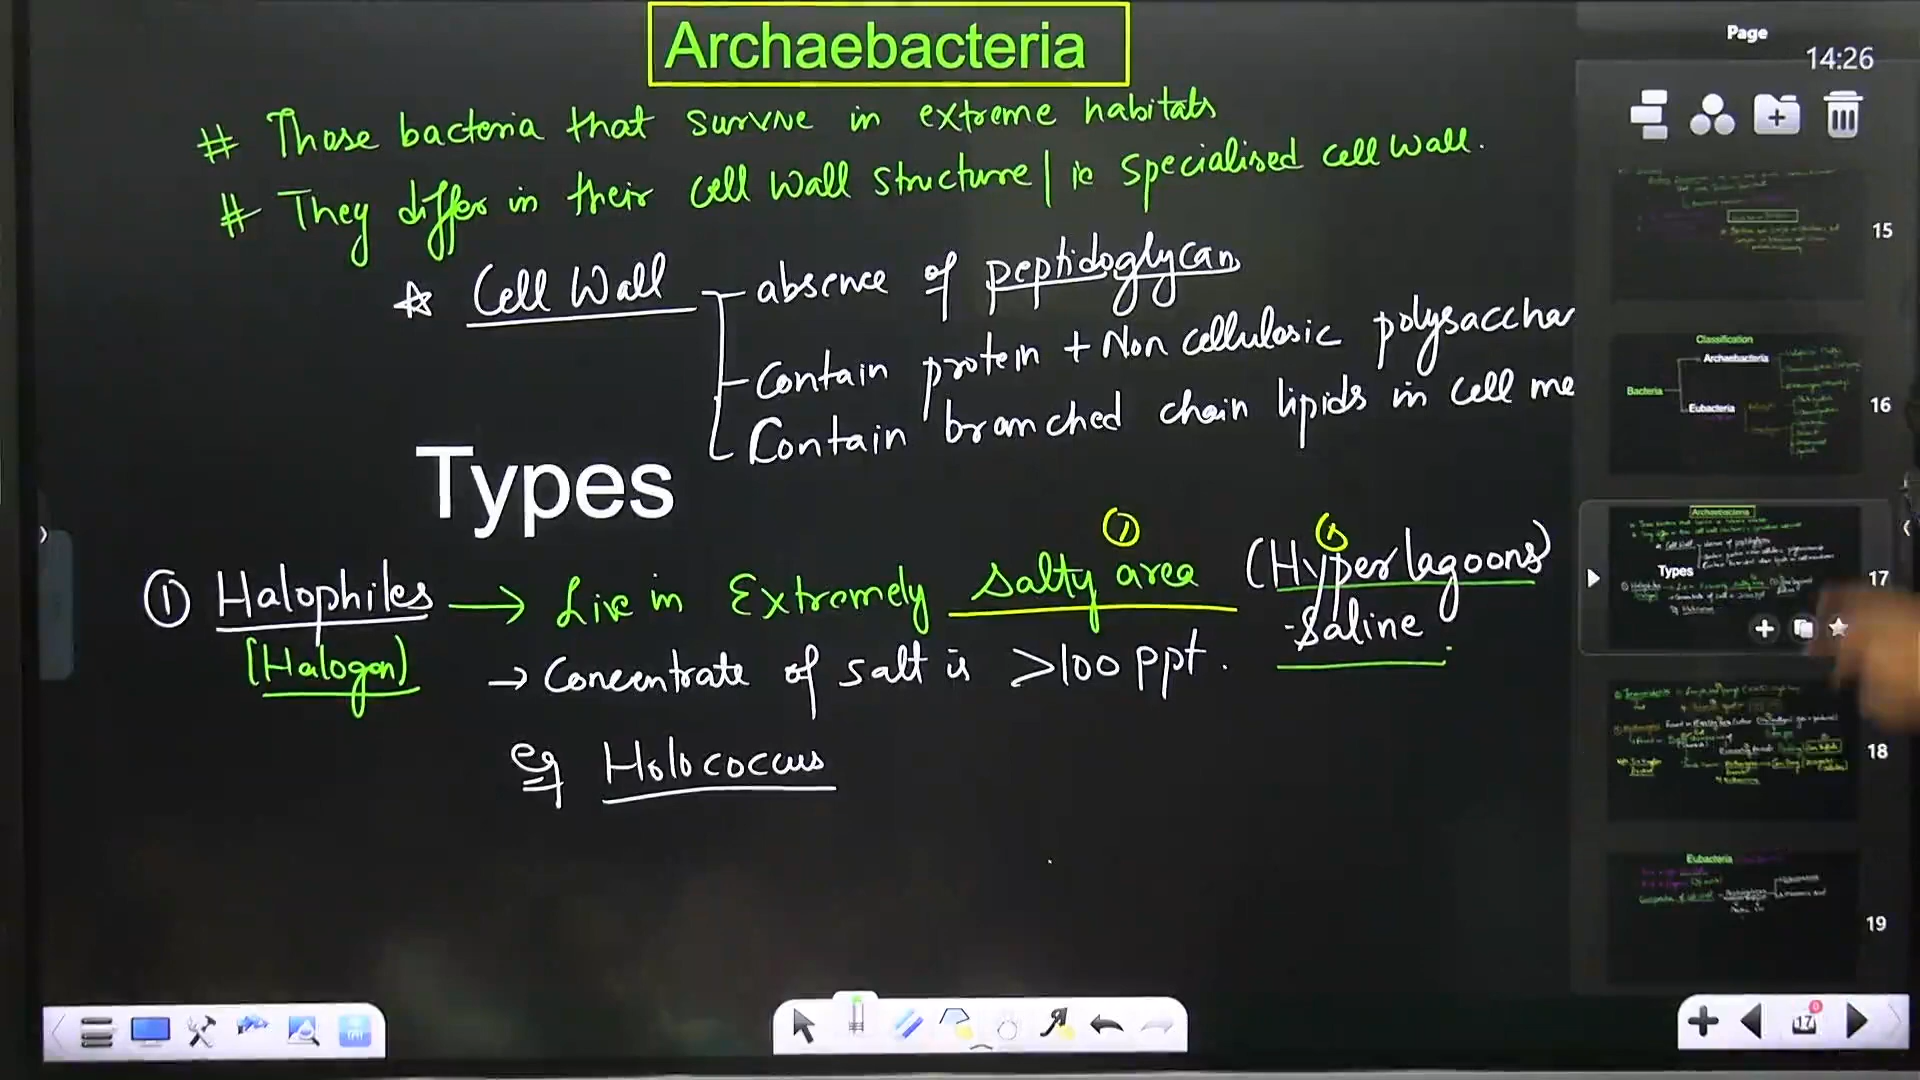 Archaebacteria
Page
14:26
# Those bacteria that survive in extreme habitats
# They differ in their cell wall structure | ie specialised cell wall.
☆ Cell Wall - absence of peptidoglycan
- Contain protein + Non cellulosic polysacchar
Contain branched chain lipids in cell me
Types
① Halophiles → Live in Extremely salty area (Hyperlagoons)
- Saline
(Halogen)
→ Concentrate of salt is >100 ppt.
eg Holococcus
15
Classification
Archaebacteria
Bacteria
Eubacteria
16
Archaebacteria
Types
17
18
Eubacteria
19
17